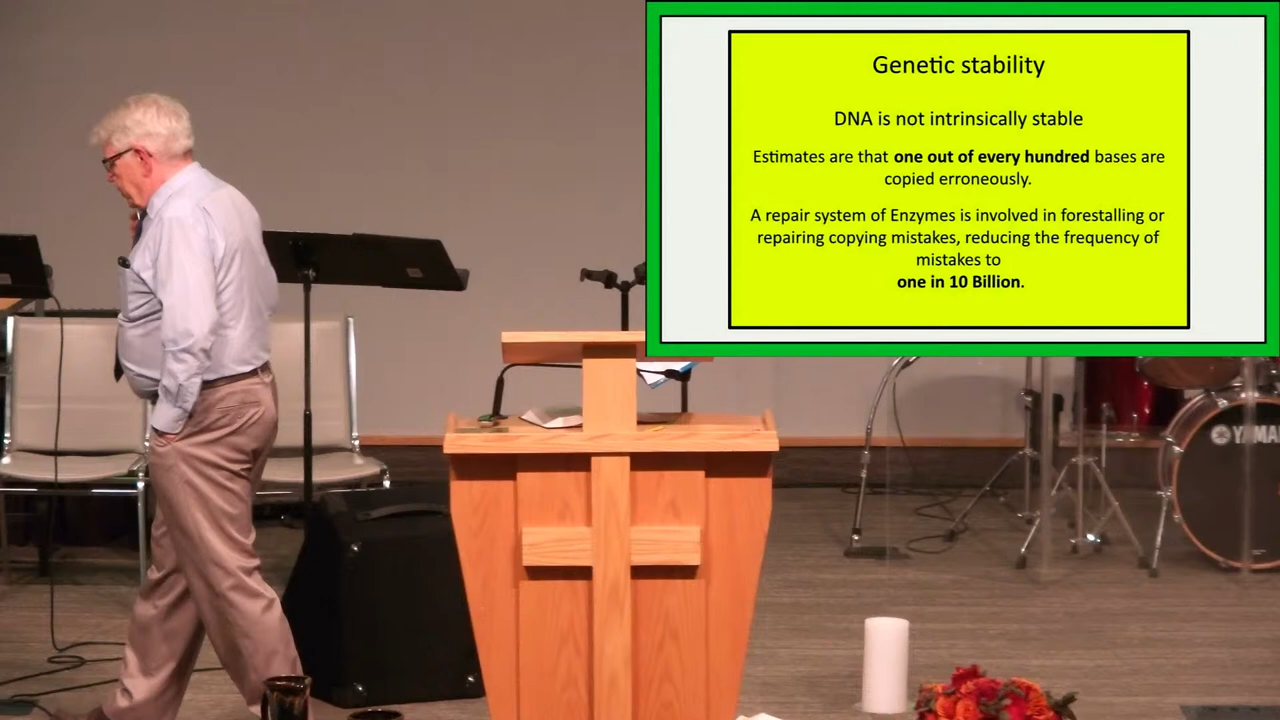 Genetic stability
DNA is not intrinsically stable
Estimates are that one out of every hundred bases are
copied erroneously.
A repair system of Enzymes is involved in forestalling or
repairing copying mistakes, reducing the frequency of
mistakes to
one in 10 Billion.
YAMA